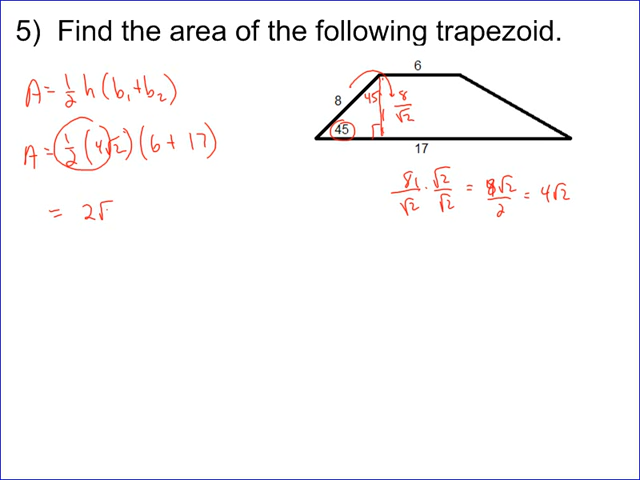 5) Find the area of the following trapezoid.
A = 1/2 h (b₁ + b₂)
A = 1/2 (4√2) (6 + 17)
= 2√
6
8
45
8/√2
45
17
81/√2 · √2/√2 = 8√2/2 = 4√2